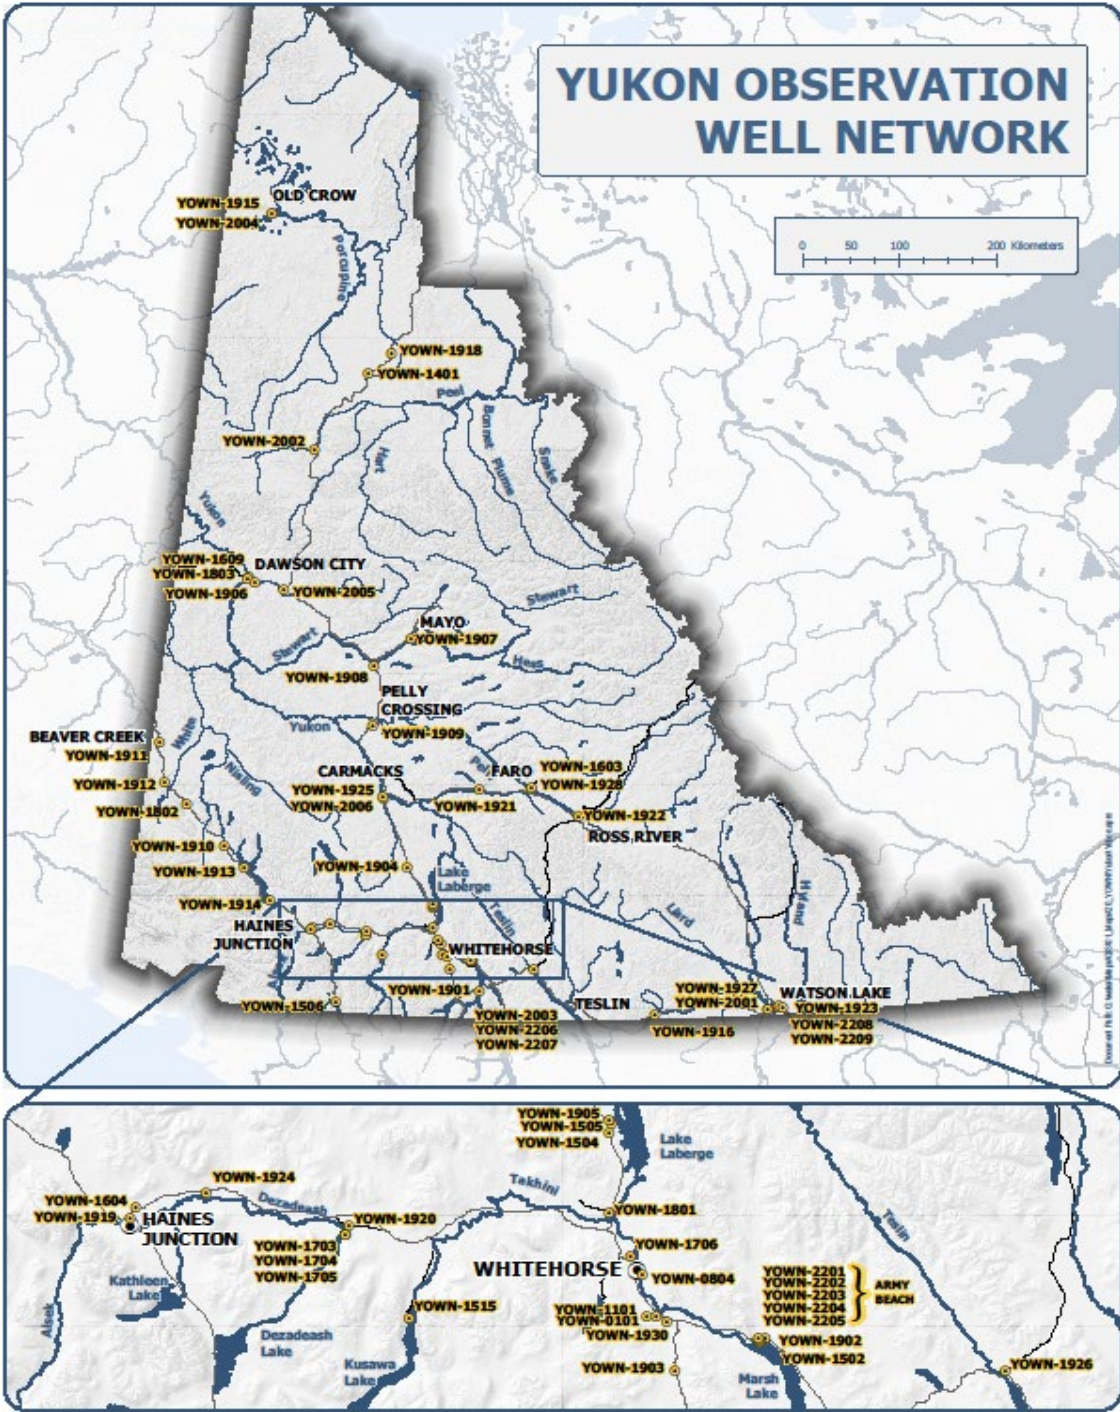 YUKON OBSERVATION
WELL NETWORK
0 50 100 200 Kilometers
OLD CROW
YOWN-1915
YOWN-2004
Porcupine
YOWN-1918
YOWN-1401
Peel
YOWN-2002
Hart
Bonnet Plume
Snake
Yukon
YOWN-1609
DAWSON CITY
YOWN-1803
YOWN-1906
YOWN-2005
Stewart
MAYO
YOWN-1907
Stewart
Hess
YOWN-1908
PELLY
CROSSING
Yukon
YOWN-1909
White
BEAVER CREEK
YOWN-1911
YOWN-1912
YOWN-1802
Nisling
CARMACKS
YOWN-1925
YOWN-2006
FARO
YOWN-1603
YOWN-1928
YOWN-1921
YOWN-1922
ROSS RIVER
YOWN-1910
YOWN-1913
YOWN-1904
Lake
Laberge
YOWN-1914
Teslin
Liard
Hyland
HAINES
JUNCTION
WHITEHORSE
YOWN-1901
YOWN-1506
YOWN-2003
YOWN-2206
YOWN-2207
TESLIN
YOWN-1927
YOWN-2001
YOWN-1916
WATSON LAKE
YOWN-1923
YOWN-2208
YOWN-2209
YOWN-1905
YOWN-1505
YOWN-1504
Lake
Laberge
YOWN-1924
Takhini
YOWN-1604
YOWN-1919
HAINES
JUNCTION
Dezadeash
YOWN-1920
YOWN-1801
Teslin
YOWN-1703
YOWN-1704
YOWN-1705
YOWN-1706
WHITEHORSE
YOWN-0804
YOWN-2201
YOWN-2202
YOWN-2203
YOWN-2204
YOWN-2205
ARMY
BEACH
Kathleen
Lake
Alsek
YOWN-1515
YOWN-1101
YOWN-0101
YOWN-1930
Dezadeash
Lake
Kusawa
Lake
YOWN-1903
YOWN-1902
YOWN-1502
Marsh
Lake
YOWN-1926